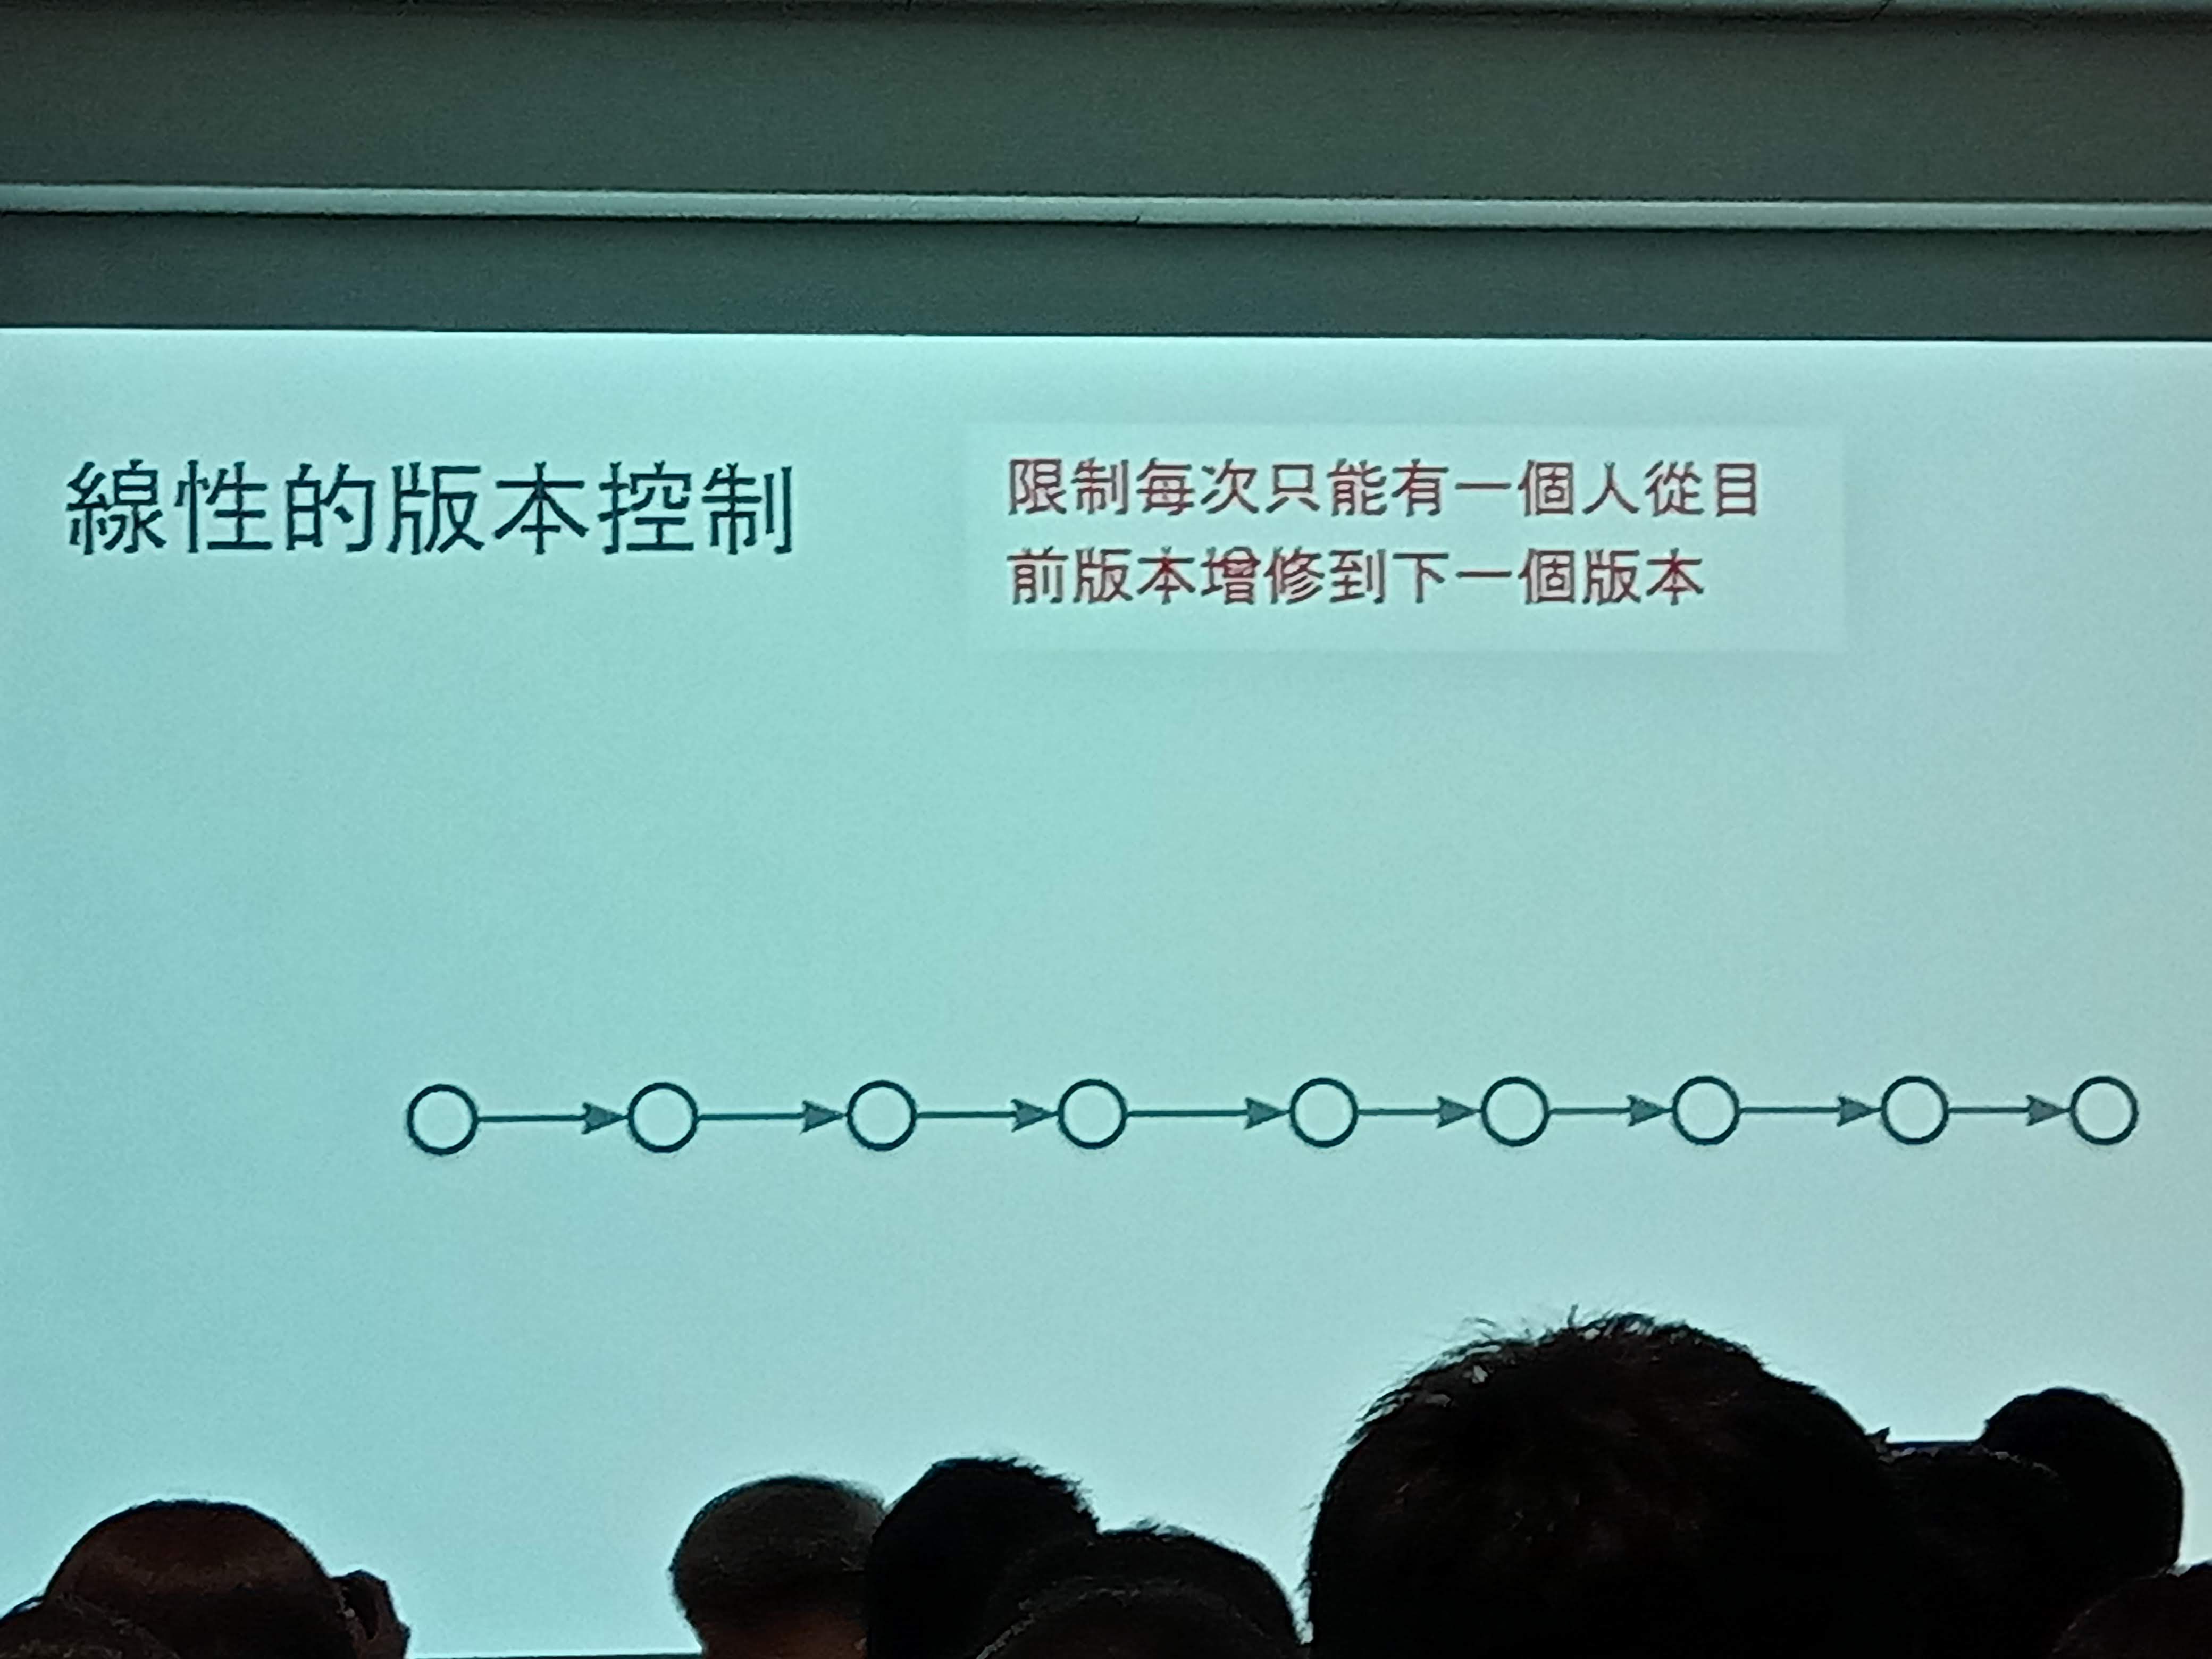 線性的版本控制
限制每次只能有一個人從目
前版本增修到下一個版本